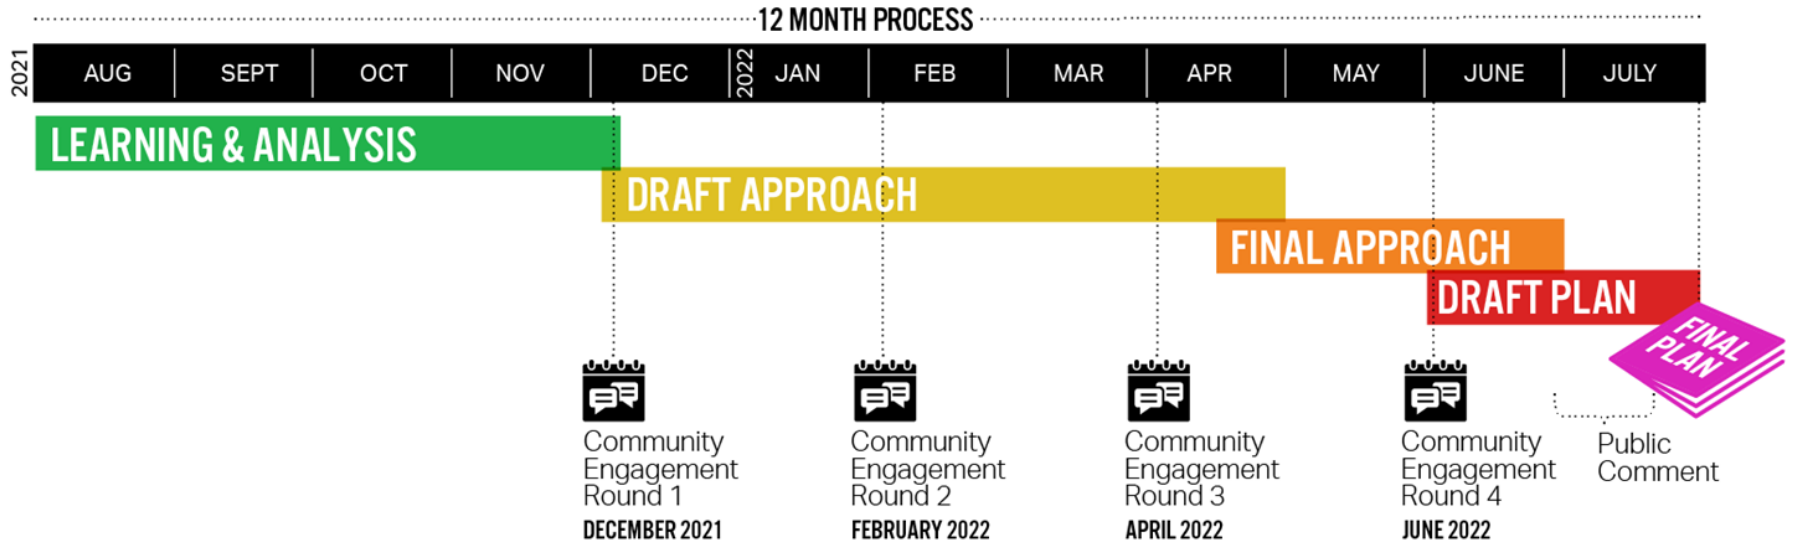 12 MONTH PROCESS
2021 AUG SEPT OCT NOV DEC 2022 JAN FEB MAR APR MAY JUNE JULY
LEARNING & ANALYSIS
DRAFT APPROACH
FINAL APPROACH
DRAFT PLAN
FINAL
PLAN
Community
Engagement
Round 1
DECEMBER 2021
Community
Engagement
Round 2
FEBRUARY 2022
Community
Engagement
Round 3
APRIL 2022
Community
Engagement
Round 4
JUNE 2022
Public
Comment